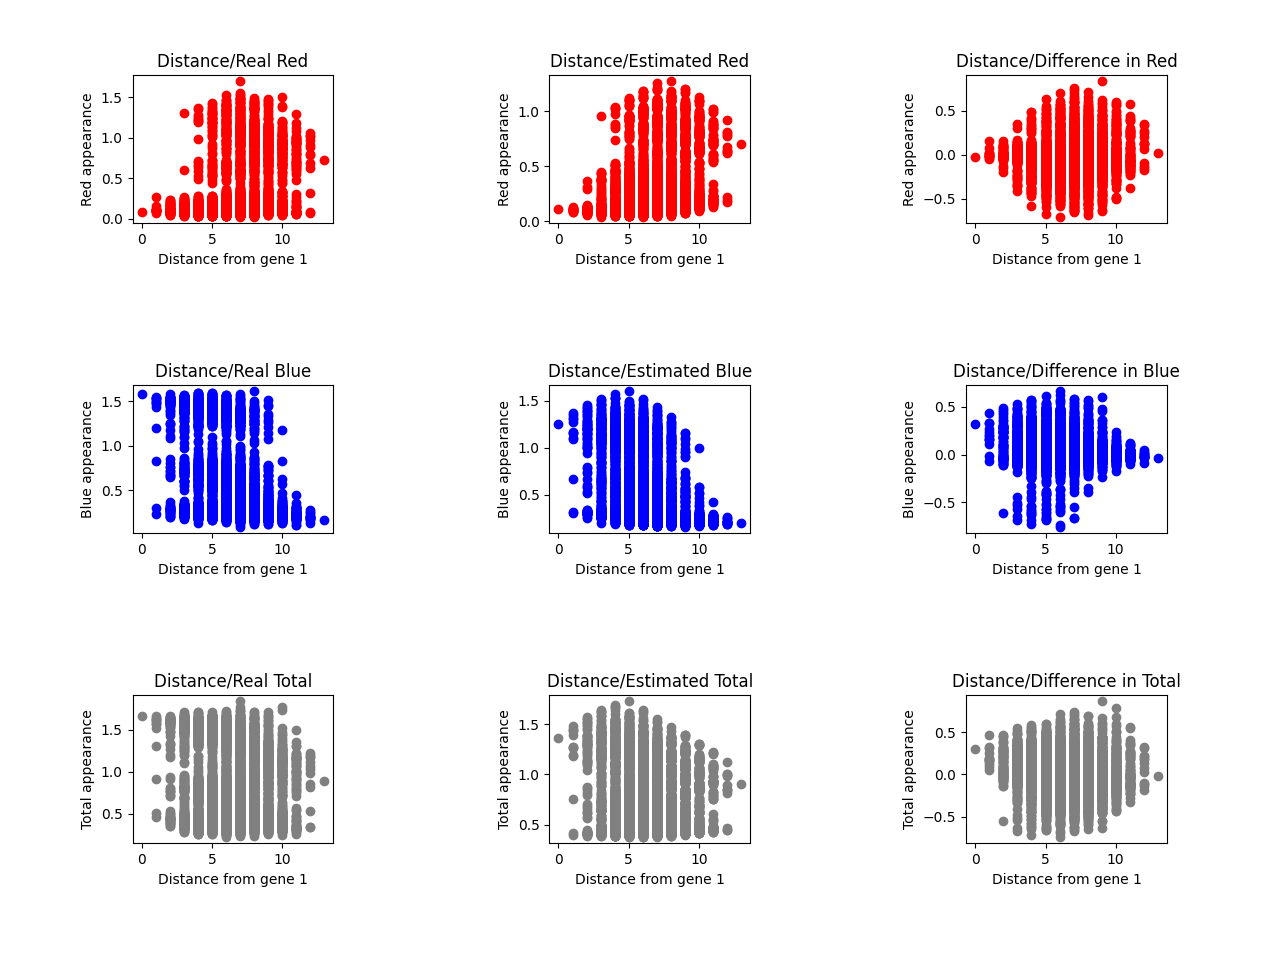 Distance/Real Red
Distance/Estimated Red
Distance/Difference in Red
Red appearance
1.5
1.0
0.5
0.0
0
5
10
Distance from gene 1
Red appearance
1.0
0.5
0.0
0
5
10
Distance from gene 1
Red appearance
0.5
0.0
−0.5
0
5
10
Distance from gene 1
Distance/Real Blue
Distance/Estimated Blue
Distance/Difference in Blue
Blue appearance
1.5
1.0
0.5
0
5
10
Distance from gene 1
Blue appearance
1.5
1.0
0.5
0
5
10
Distance from gene 1
Blue appearance
0.5
0.0
−0.5
0
5
10
Distance from gene 1
Distance/Real Total
Distance/Estimated Total
Distance/Difference in Total
Total appearance
1.5
1.0
0.5
0
5
10
Distance from gene 1
Total appearance
1.5
1.0
0.5
0
5
10
Distance from gene 1
Total appearance
0.5
0.0
−0.5
0
5
10
Distance from gene 1